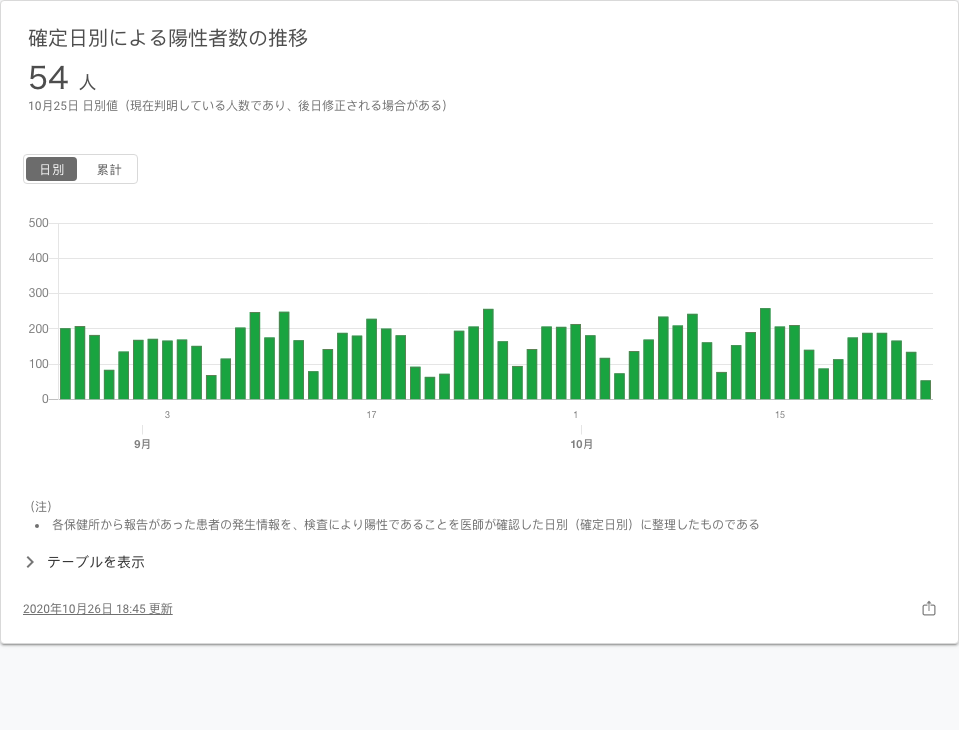 確定日別による陽性者数の推移
54 人
10月25日 日別値（現在判明している人数であり、後日修正される場合がある）
日別 累計
500
400
300
200
100
0
3 17 1 15
9月 10月
（注）
• 各保健所から報告があった患者の発生情報を、検査により陽性であることを医師が確認した日別（確定日別）に整理したものである
テーブルを表示
2020年10月26日 18:45 更新